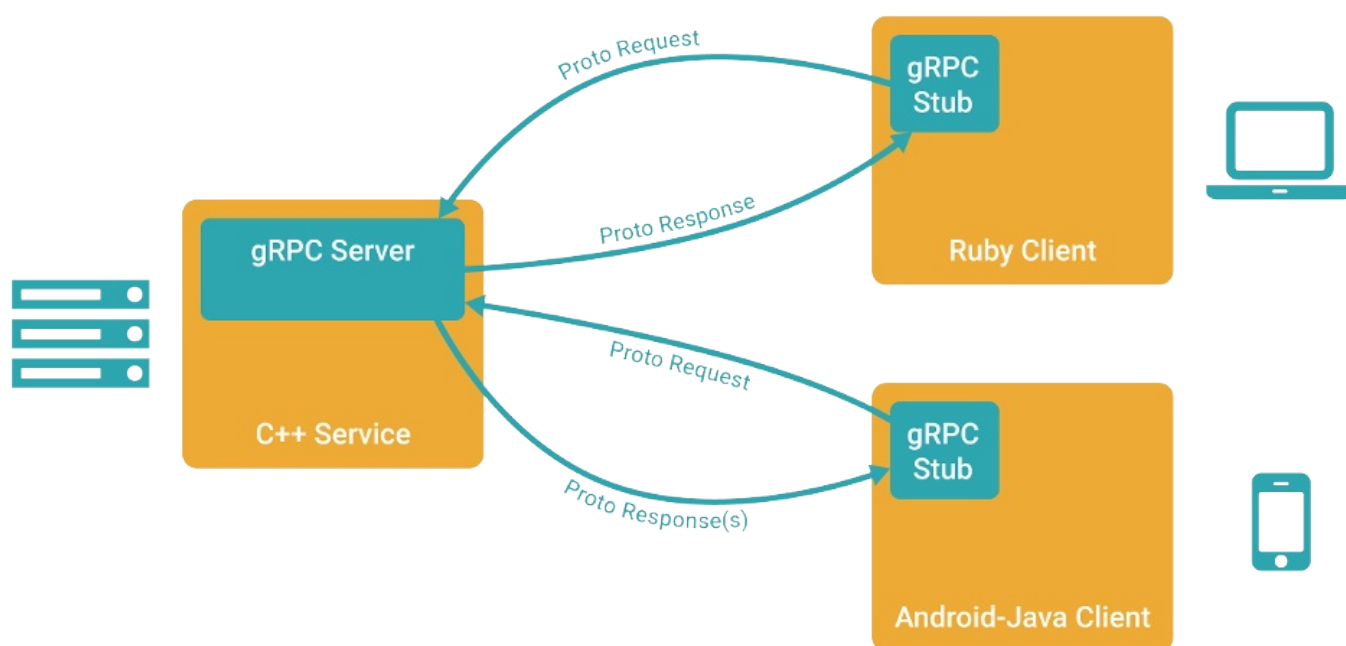 Proto Request
gRPC
Stub
Proto Response
Ruby Client
gRPC Server
C++ Service
Proto Request
gRPC
Stub
Proto Response(s)
Android-Java Client